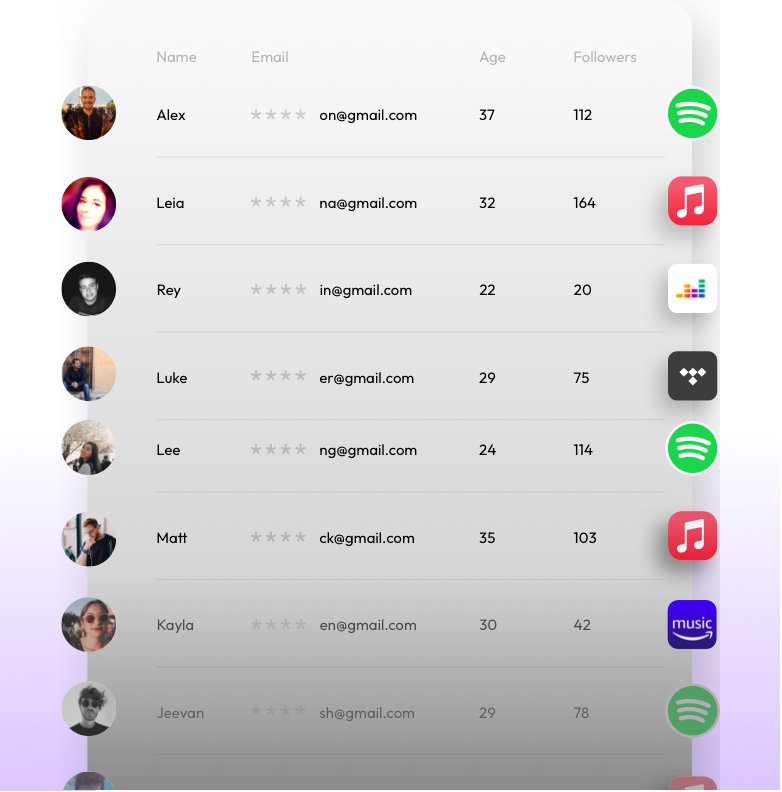 Name Email Age Followers
Alex **** on@gmail.com 37 112
Leia **** na@gmail.com 32 164
Rey **** in@gmail.com 22 20
Luke **** er@gmail.com 29 75
Lee **** ng@gmail.com 24 114
Matt **** ck@gmail.com 35 103
Kayla **** en@gmail.com 30 42
music
Jeevan **** sh@gmail.com 29 78